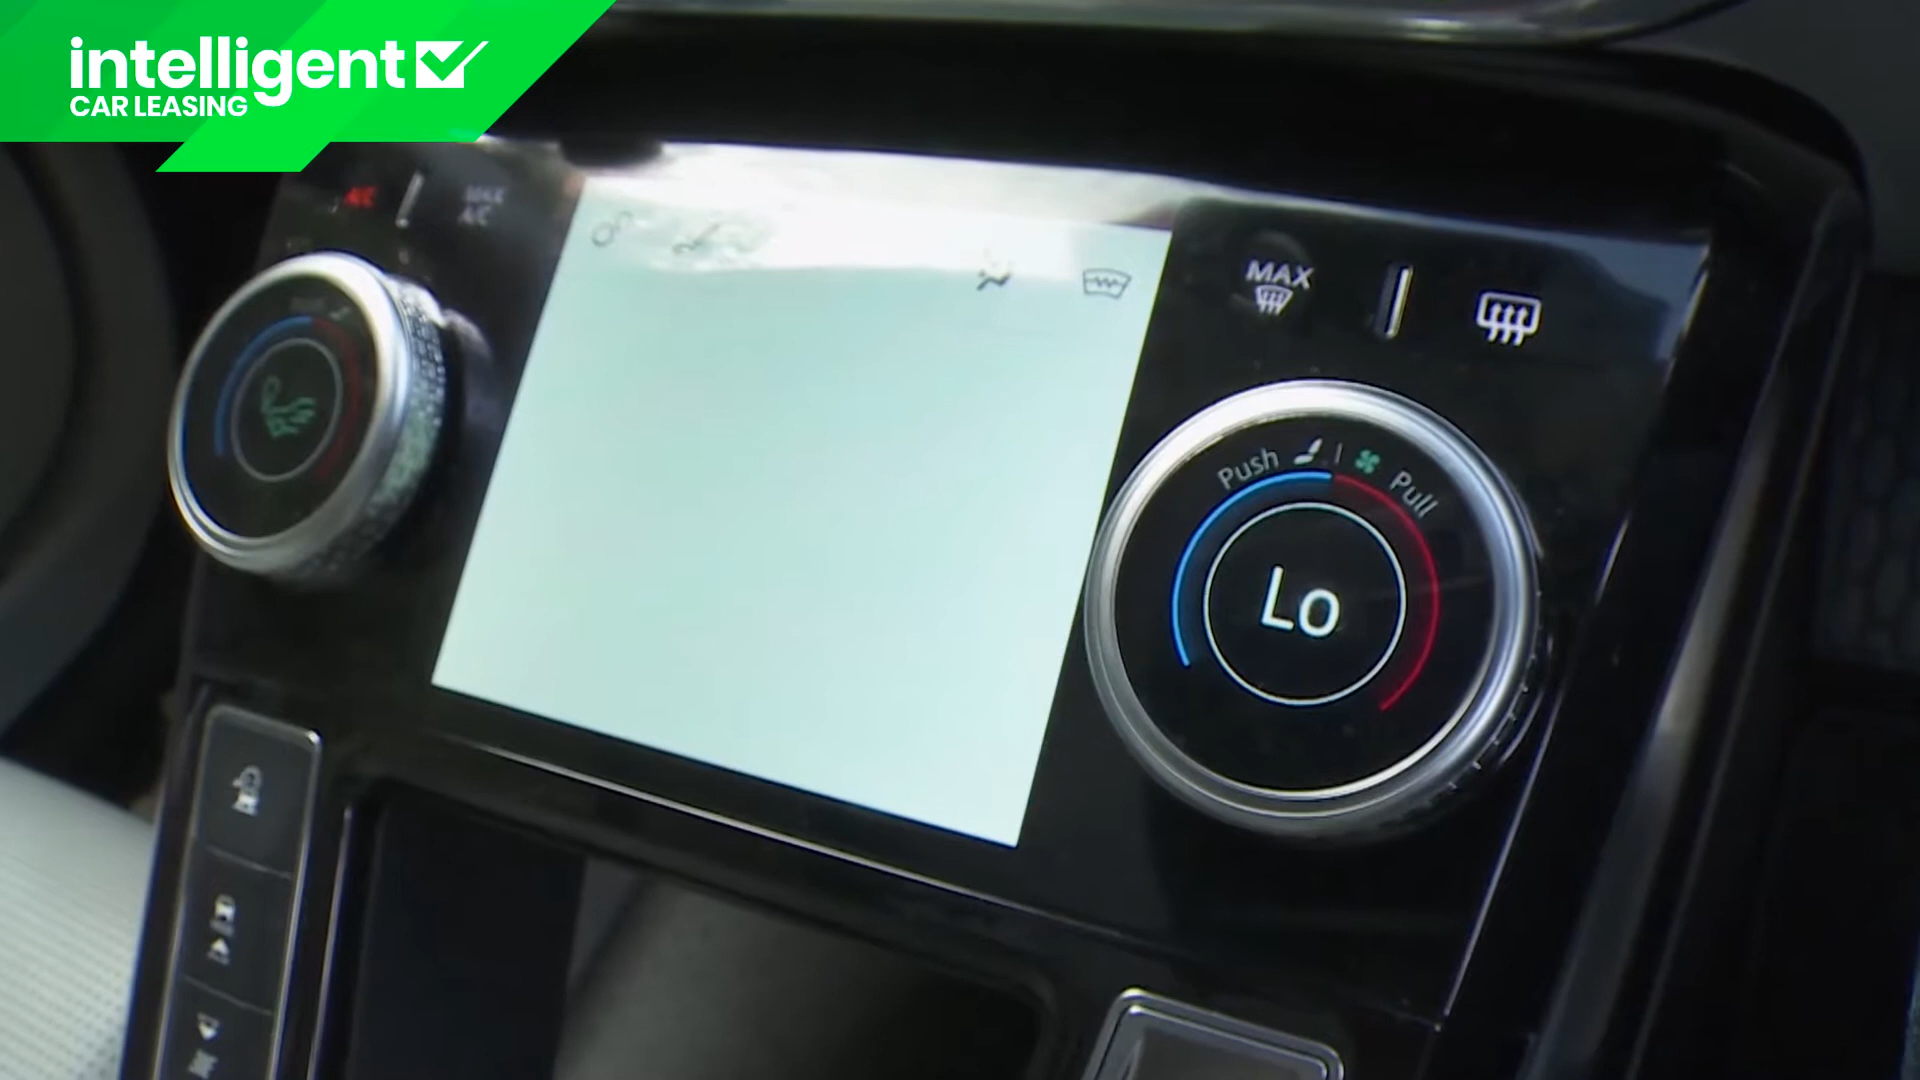 intelligent
CAR LEASING
A/C
MAX
A/C
MAX
Push
Pull
Lo